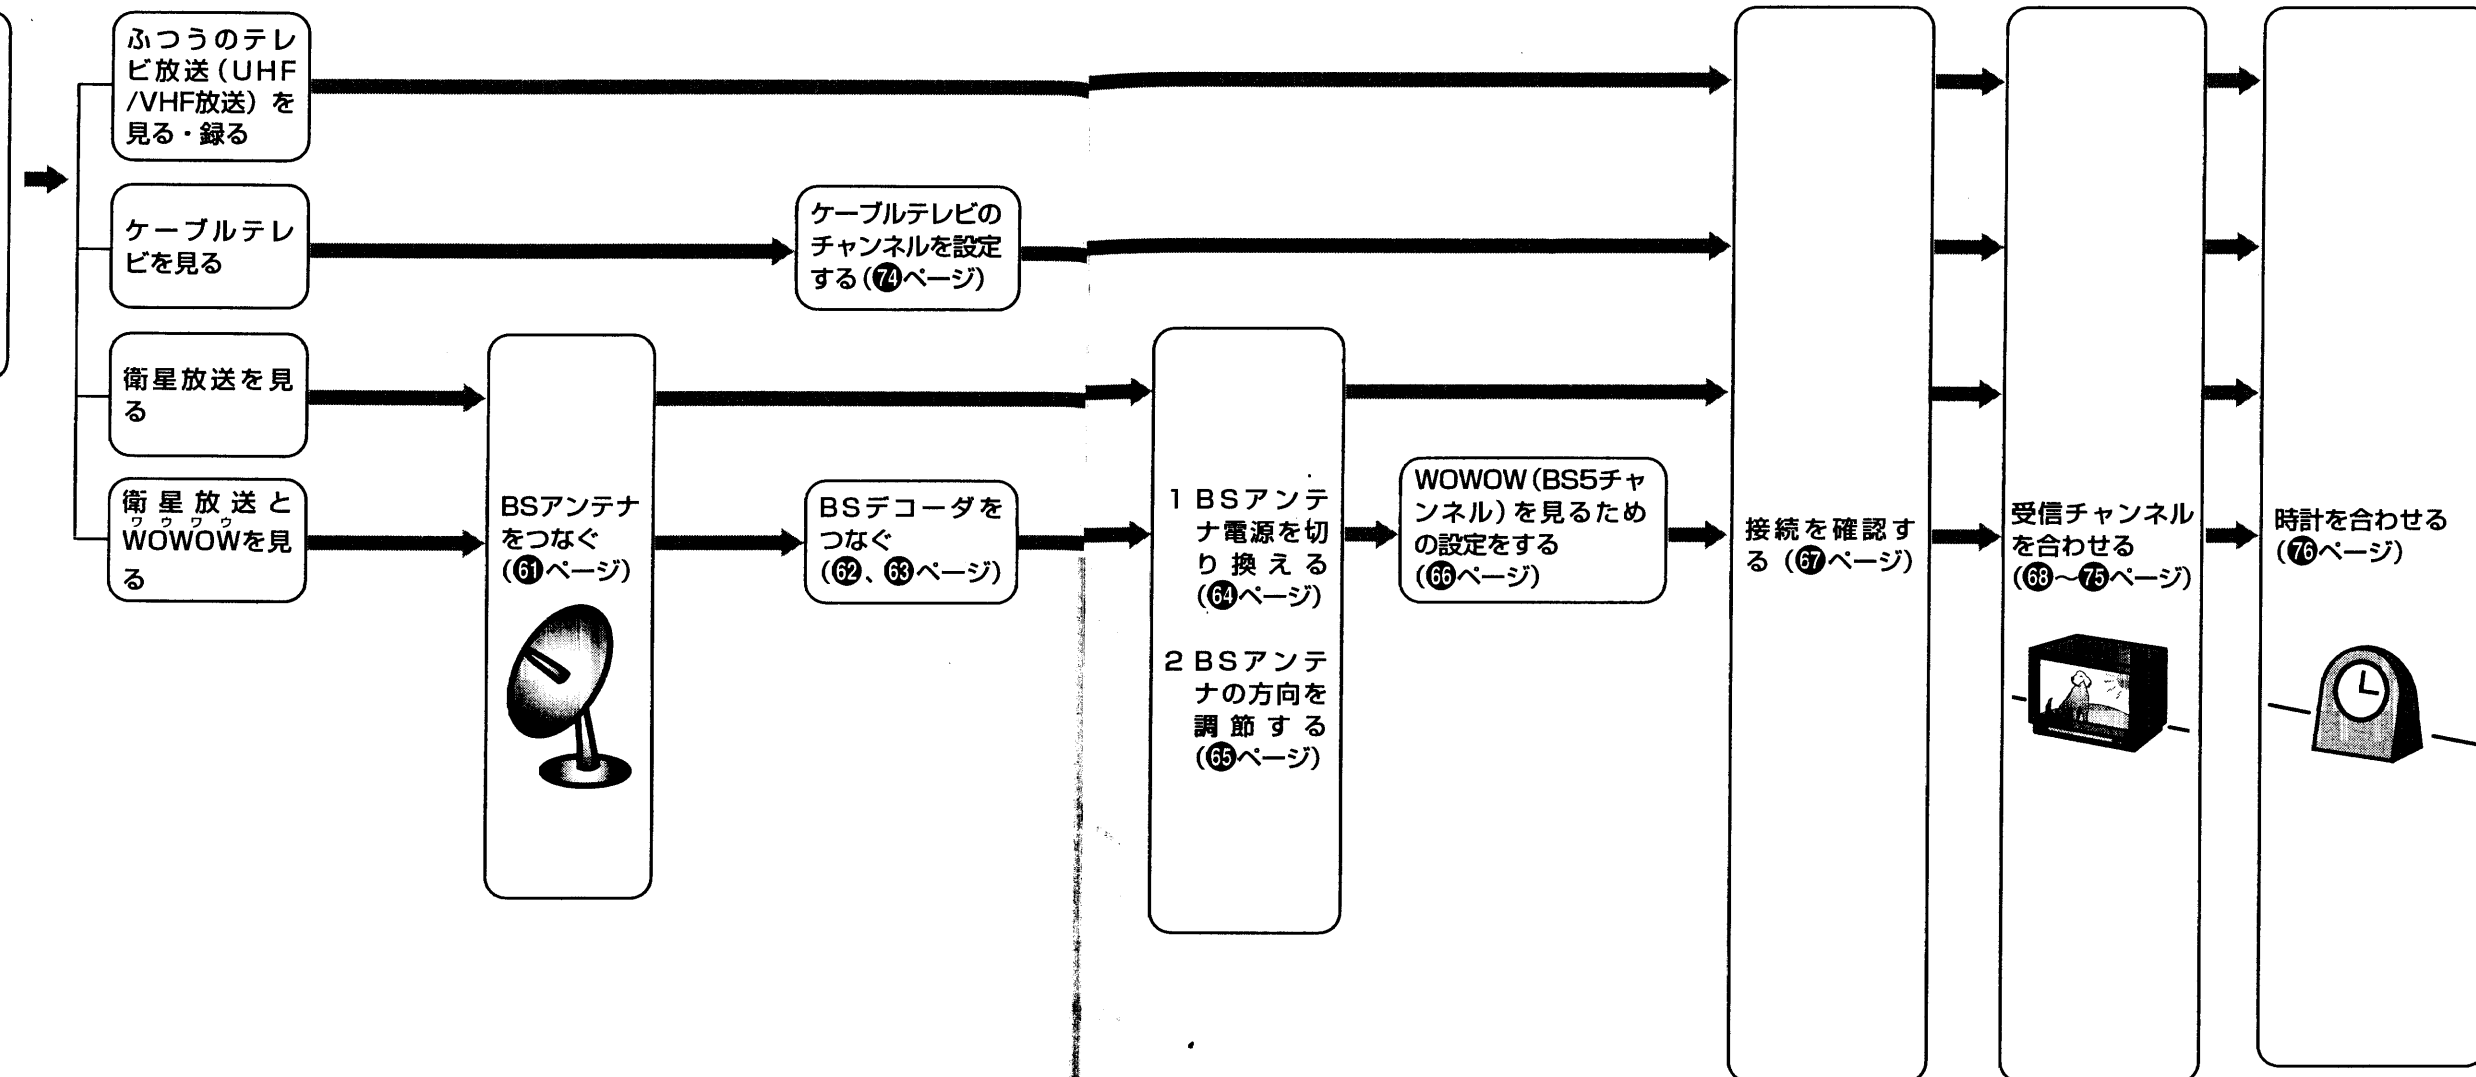 ふつうのテレ
ビ放送（UHF
/VHF放送）を
見る・録る
ケーブルテレ
ビを見る
衛星放送を見
る
衛星放送と
ワウワウ
WOWOWを見
る
BSアンテナ
をつなぐ
（61ページ）
ケーブルテレビの
チャンネルを設定
する（74ページ）
BSデコーダを
つなぐ
（62、63ページ）
1 BSアンテ
ナ電源を切
り換える
（64ページ）
2 BSアンテ
ナの方向を
調節する
（65ページ）
WOWOW（BS5チャ
ンネル）を見るため
の設定をする
（66ページ）
接続を確認す
る（67ページ）
受信チャンネル
を合わせる
（68～75ページ）
時計を合わせる
（76ページ）